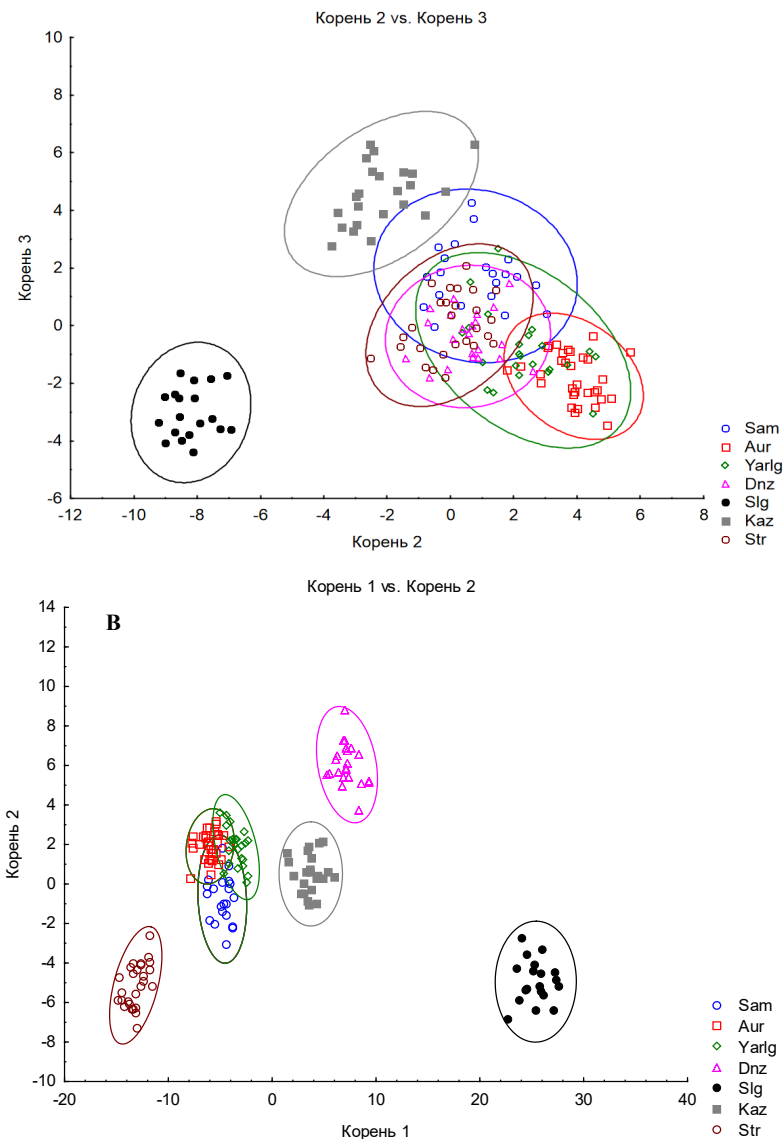 Корень 2 vs. Корень 3
10
8
6
4
2
0
-2
-4
-6
Корень 3
-12 -10 -8 -6 -4 -2 0 2 4 6 8
Корень 2
Sam
Aur
Yarlg
Dnz
Slg
Kaz
Str
Корень 1 vs. Корень 2
В
14
12
10
8
6
4
2
0
-2
-4
-6
-8
-10
Корень 2
-20 -10 0 10 20 30 40
Корень 1
Sam
Aur
Yarlg
Dnz
Slg
Kaz
Str